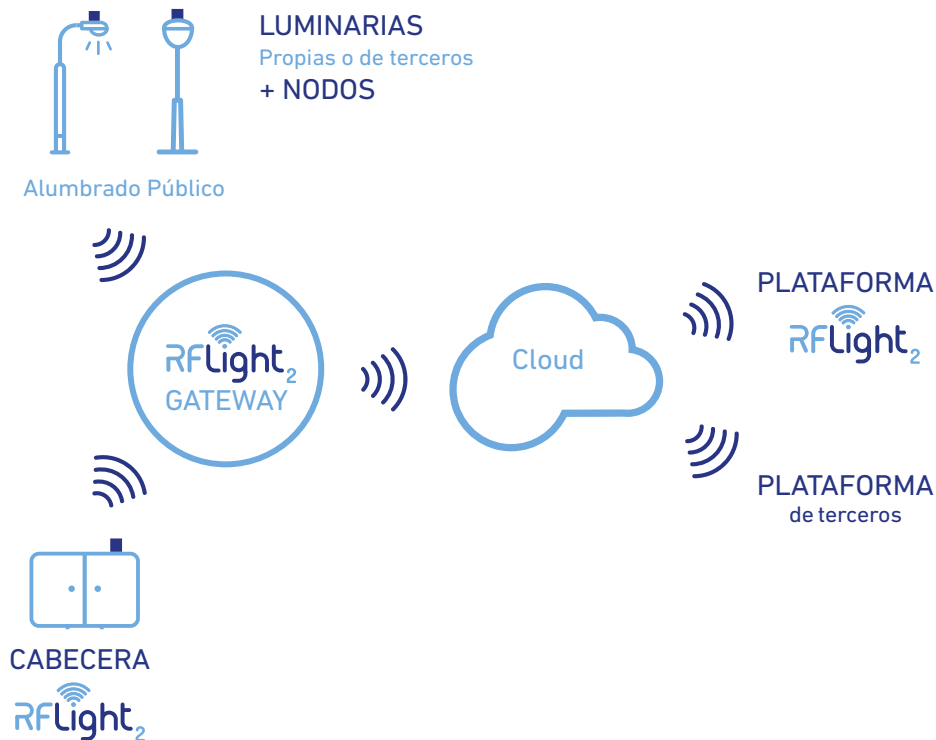 LUMINARIAS
Propias o de terceros
+ NODOS
Alumbrado Público
RFLight2
GATEWAY
Cloud
PLATAFORMA
RFLight2
PLATAFORMA
de terceros
CABECERA
RFLight2